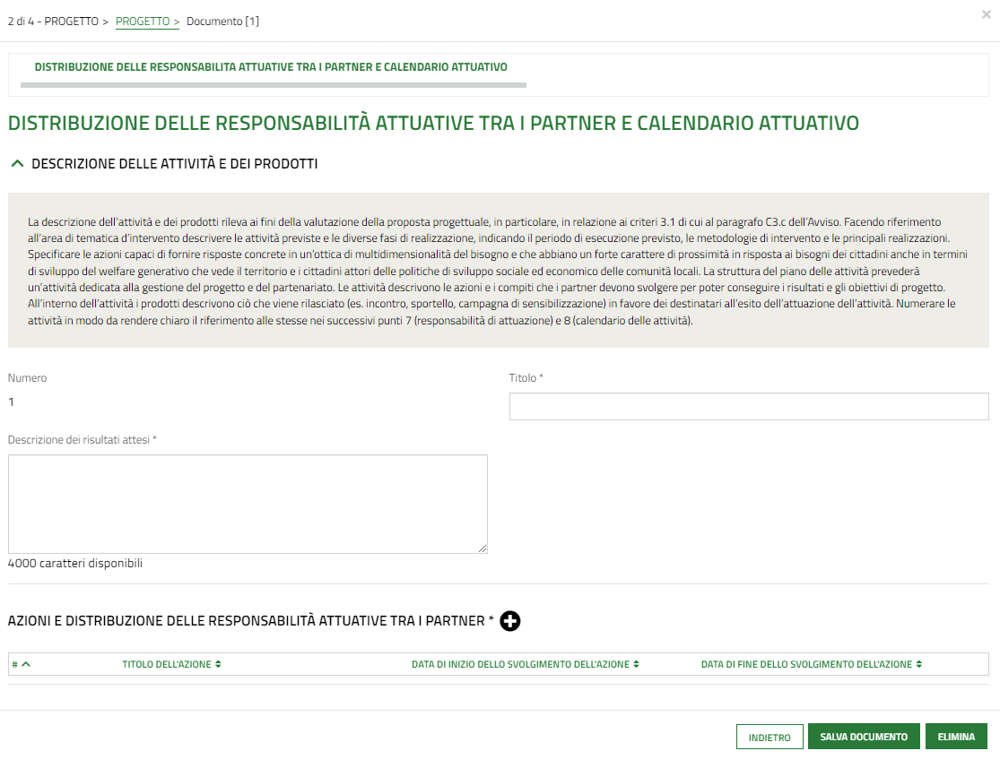 2 di 4 - PROGETTO > PROGETTO > Documento [1]
×
DISTRIBUZIONE DELLE RESPONSABILITA ATTUATIVE TRA I PARTNER E CALENDARIO ATTUATIVO
DISTRIBUZIONE DELLE RESPONSABILITÀ ATTUATIVE TRA I PARTNER E CALENDARIO ATTUATIVO
DESCRIZIONE DELLE ATTIVITÀ E DEI PRODOTTI
La descrizione dell'attività e dei prodotti rileva ai fini della valutazione della proposta progettuale, in particolare, in relazione ai criteri 3.1 di cui al paragrafo C3.c dell'Avviso. Facendo riferimento
all'area di tematica d'intervento descrivere le attività previste e le diverse fasi di realizzazione, indicando il periodo di esecuzione previsto, le metodologie di intervento e le principali realizzazioni.
Specificare le azioni capaci di fornire risposte concrete in un'ottica di multidimensionalità del bisogno e che abbiano un forte carattere di prossimità in risposta ai bisogni dei cittadini anche in termini
di sviluppo del welfare generativo che vede il territorio e i cittadini attori delle politiche di sviluppo sociale ed economico delle comunità locali. La struttura del piano delle attività prevederà
un'attività dedicata alla gestione del progetto e del partenariato. Le attività descrivono le azioni e i compiti che i partner devono svolgere per poter conseguire i risultati e gli obiettivi di progetto.
All'interno dell'attività i prodotti descrivono ciò che viene rilasciato (es. incontro, sportello, campagna di sensibilizzazione) in favore dei destinatari all'esito dell'attuazione dell'attività. Numerare le
attività in modo da rendere chiaro il riferimento alle stesse nei successivi punti 7 (responsabilità di attuazione) e 8 (calendario delle attività).
Numero
1
Titolo *
Descrizione dei risultati attesi *
4000 caratteri disponibili
AZIONI E DISTRIBUZIONE DELLE RESPONSABILITÀ ATTUATIVE TRA I PARTNER *
# TITOLO DELL'AZIONE DATA DI INIZIO DELLO SVOLGIMENTO DELL'AZIONE DATA DI FINE DELLO SVOLGIMENTO DELL'AZIONE
INDIETRO SALVA DOCUMENTO ELIMINA